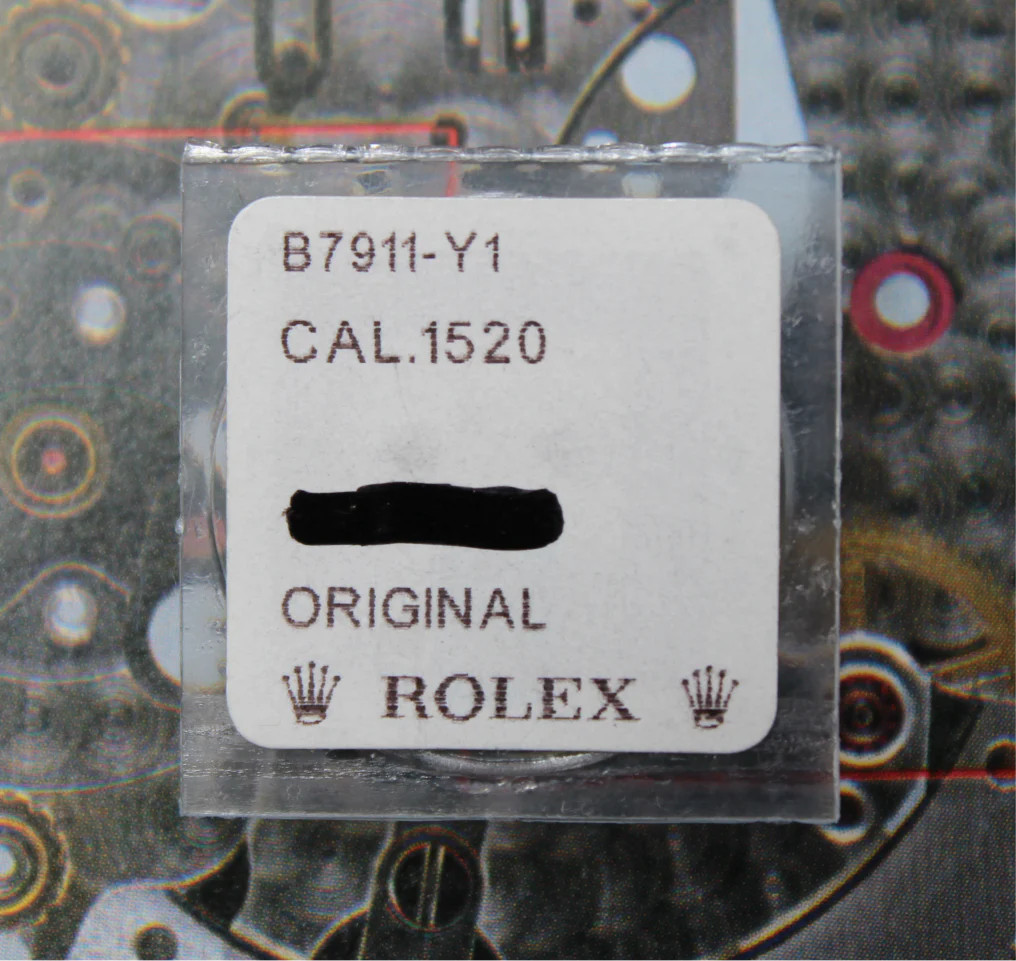 B7911-Y1
CAL.1520
ORIGINAL
ROLEX